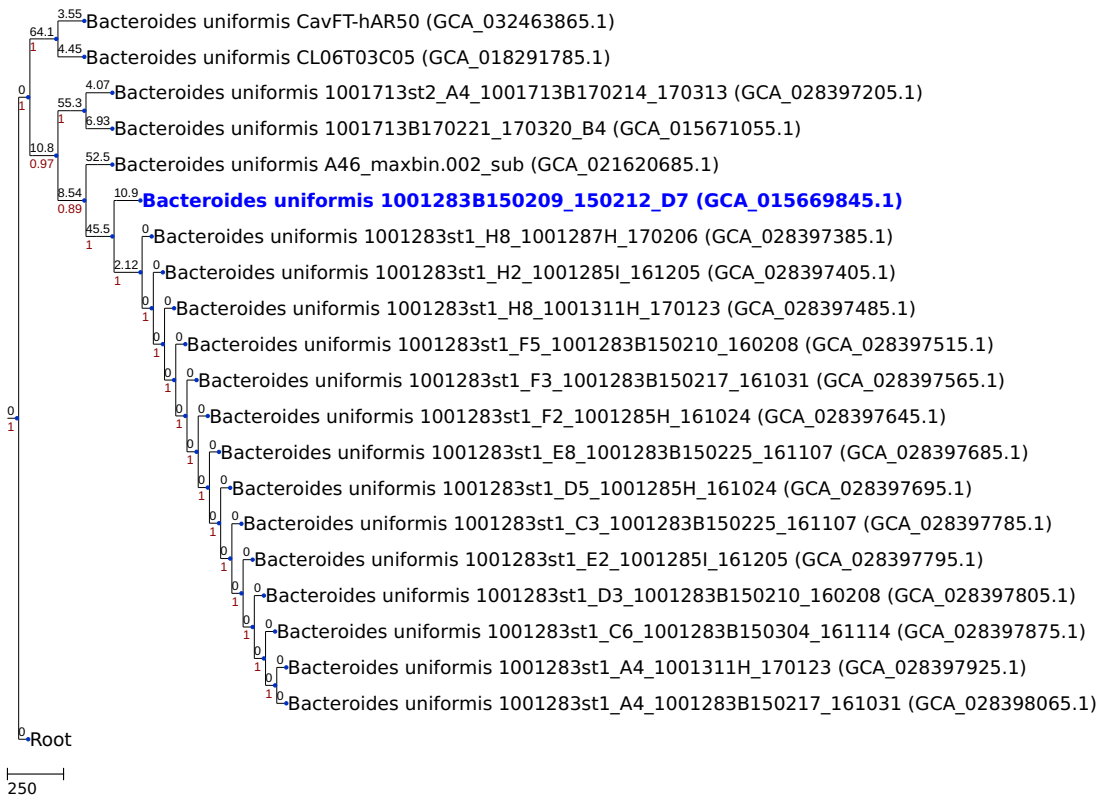 3.55
Bacteroides uniformis CavFT-hAR50 (GCA_032463865.1)
64.1
1
4.45
Bacteroides uniformis CL06T03C05 (GCA_018291785.1)
0
1
4.07
Bacteroides uniformis 1001713st2_A4_1001713B170214_170313 (GCA_028397205.1)
55.3
1
6.93
Bacteroides uniformis 1001713B170221_170320_B4 (GCA_015671055.1)
10.8
0.97
52.5
Bacteroides uniformis A46_maxbin.002_sub (GCA_021620685.1)
8.54
0.89
10.9
Bacteroides uniformis 1001283B150209_150212_D7 (GCA_015669845.1)
45.5
1
0
Bacteroides uniformis 1001283st1_H8_1001287H_170206 (GCA_028397385.1)
2.12
1
0
Bacteroides uniformis 1001283st1_H2_1001285I_161205 (GCA_028397405.1)
0
1
0
Bacteroides uniformis 1001283st1_H8_1001311H_170123 (GCA_028397485.1)
0
1
0
Bacteroides uniformis 1001283st1_F5_1001283B150210_160208 (GCA_028397515.1)
0
1
0
Bacteroides uniformis 1001283st1_F3_1001283B150217_161031 (GCA_028397565.1)
0
1
0
Bacteroides uniformis 1001283st1_F2_1001285H_161024 (GCA_028397645.1)
0
1
0
Bacteroides uniformis 1001283st1_E8_1001283B150225_161107 (GCA_028397685.1)
0
1
0
Bacteroides uniformis 1001283st1_D5_1001285H_161024 (GCA_028397695.1)
0
1
0
Bacteroides uniformis 1001283st1_C3_1001283B150225_161107 (GCA_028397785.1)
0
1
0
Bacteroides uniformis 1001283st1_E2_1001285I_161205 (GCA_028397795.1)
0
1
0
Bacteroides uniformis 1001283st1_D3_1001283B150210_160208 (GCA_028397805.1)
0
1
0
Bacteroides uniformis 1001283st1_C6_1001283B150304_161114 (GCA_028397875.1)
0
1
0
Bacteroides uniformis 1001283st1_A4_1001311H_170123 (GCA_028397925.1)
0
1
0
Bacteroides uniformis 1001283st1_A4_1001283B150217_161031 (GCA_028398065.1)
0
1
0
Root
250